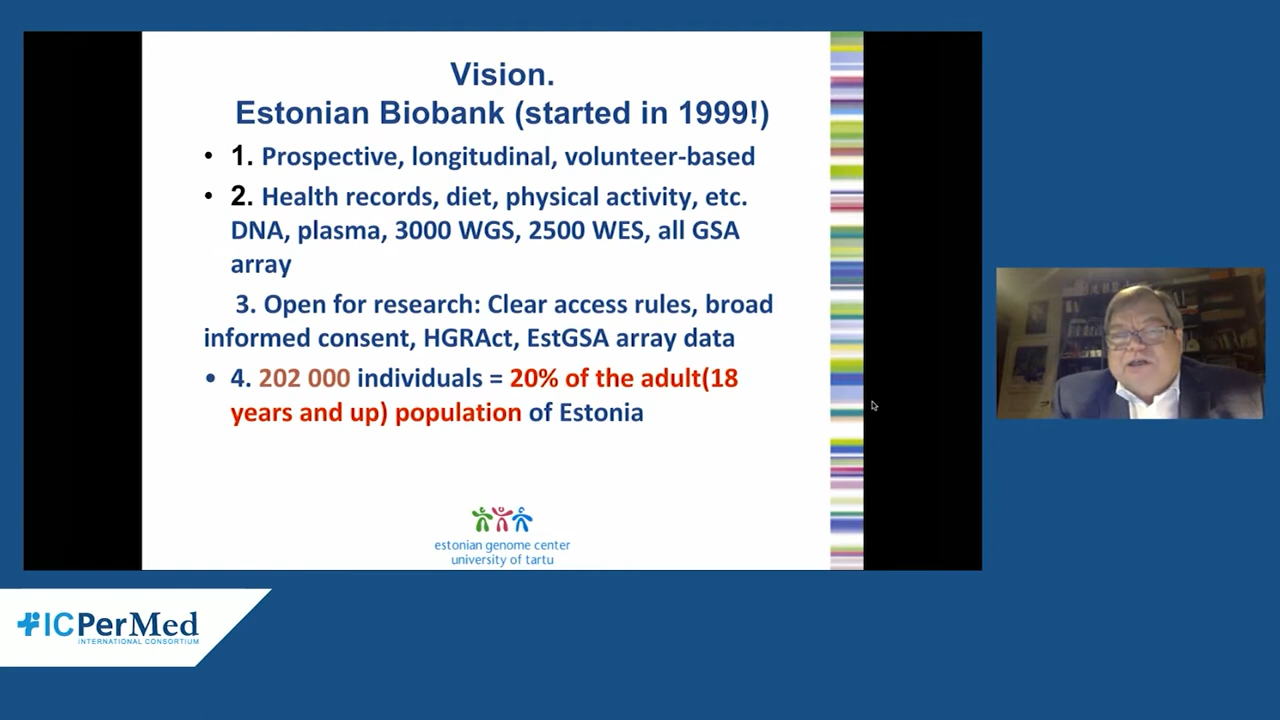 Vision.
Estonian Biobank (started in 1999!)
• 1. Prospective, longitudinal, volunteer-based
• 2. Health records, diet, physical activity, etc.
DNA, plasma, 3000 WGS, 2500 WES, all GSA
array
3. Open for research: Clear access rules, broad
informed consent, HGRAct, EstGSA array data
• 4. 202 000 individuals = 20% of the adult(18
years and up) population of Estonia
estonian genome center
university of tartu
ICPerMed
INTERNATIONAL CONSORTIUM